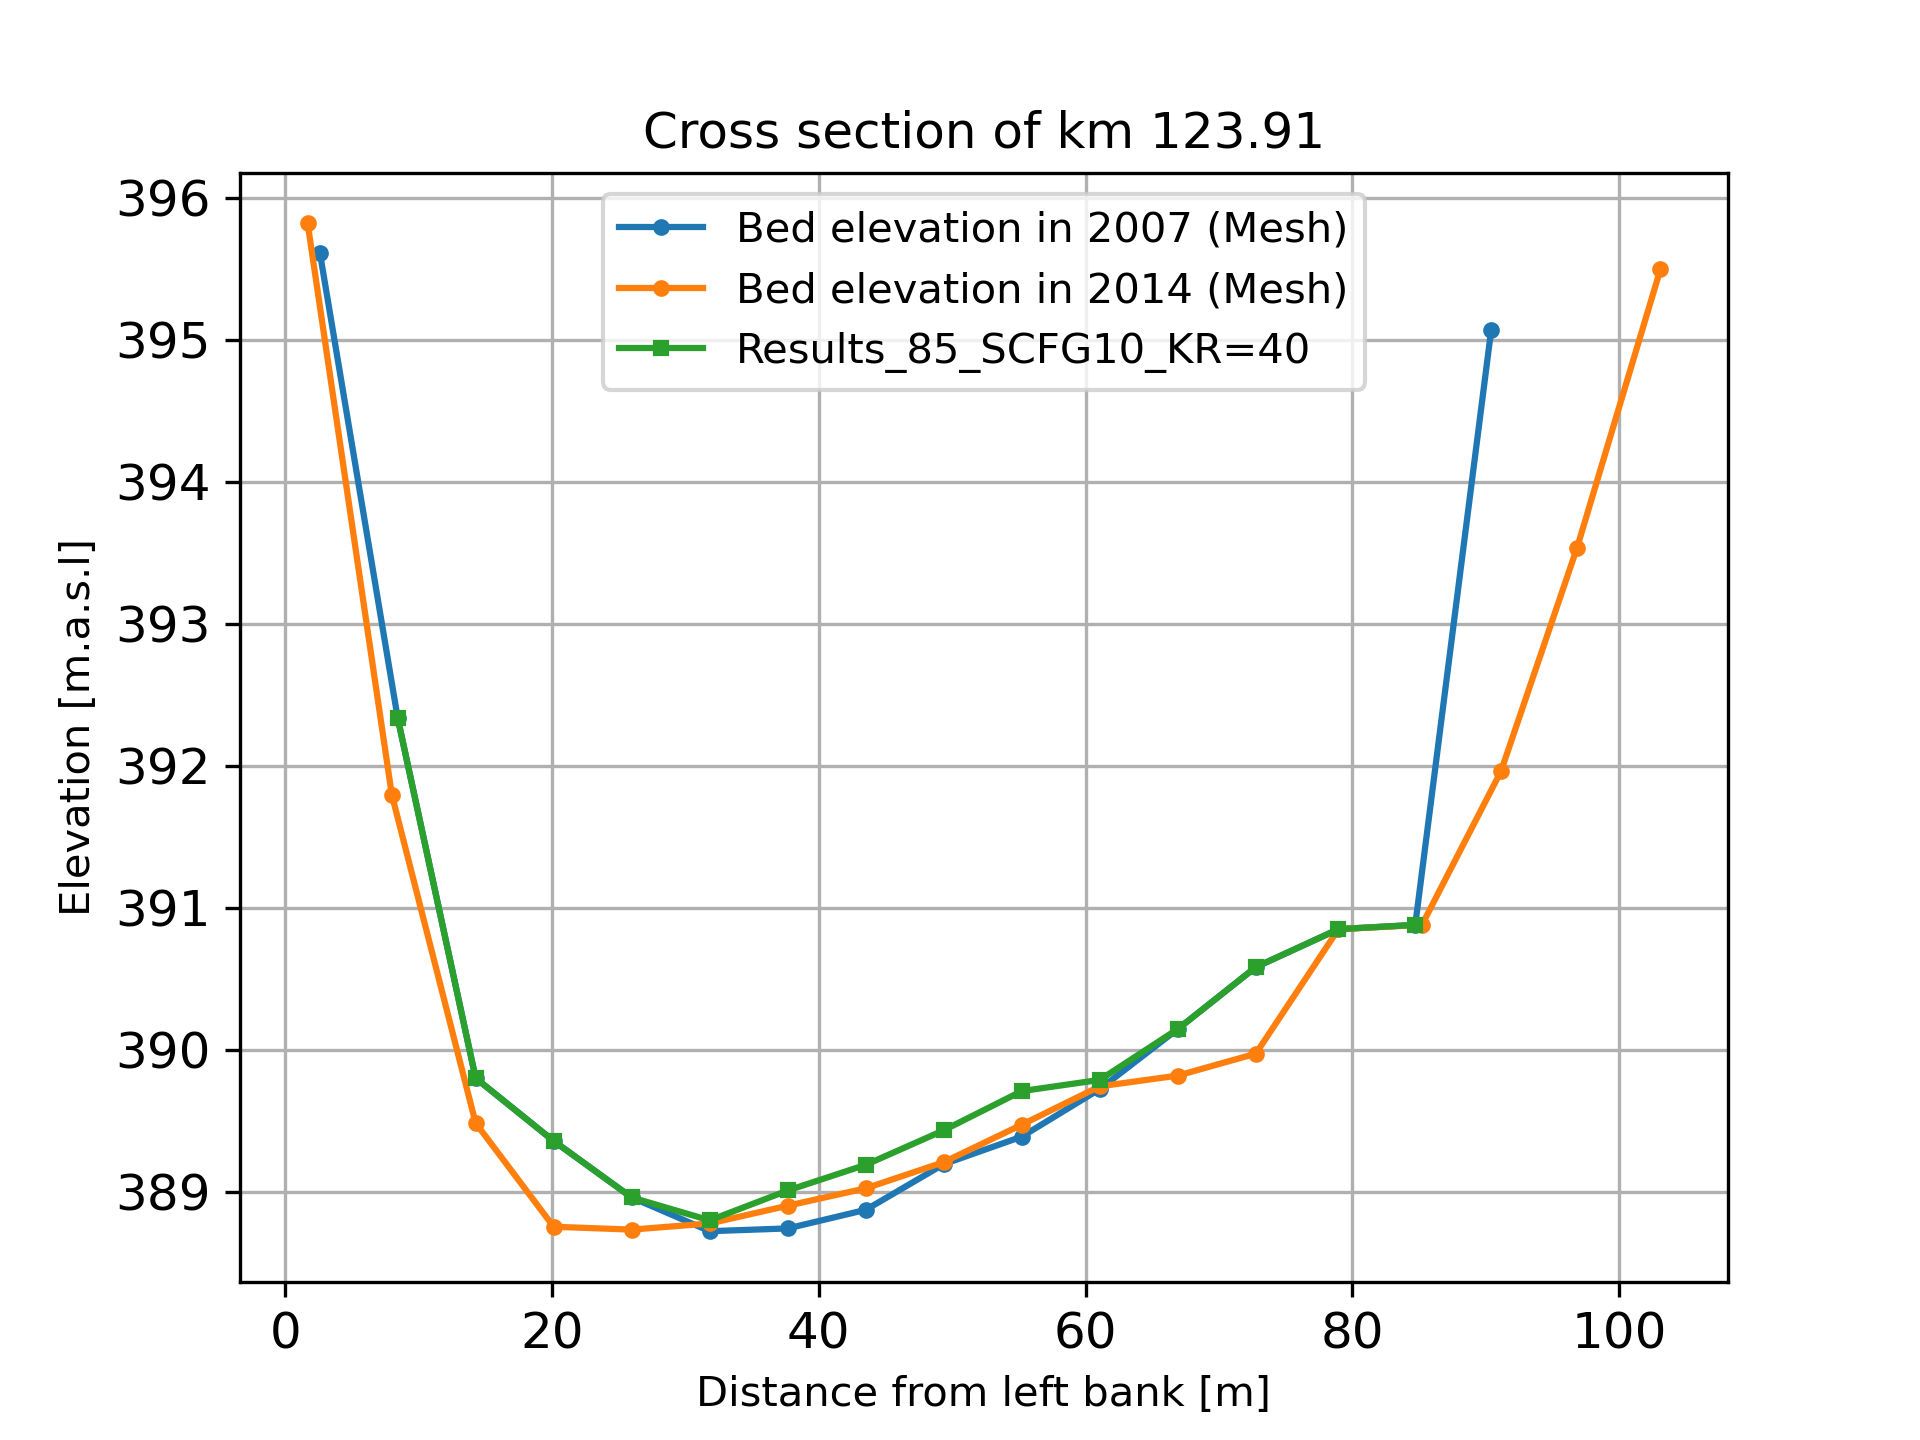 Cross section of km 123.91
Bed elevation in 2007 (Mesh)
Bed elevation in 2014 (Mesh)
Results_85_SCFG10_KR=40
Elevation [m.a.s.l]
396
395
394
393
392
391
390
389
0 20 40 60 80 100
Distance from left bank [m]